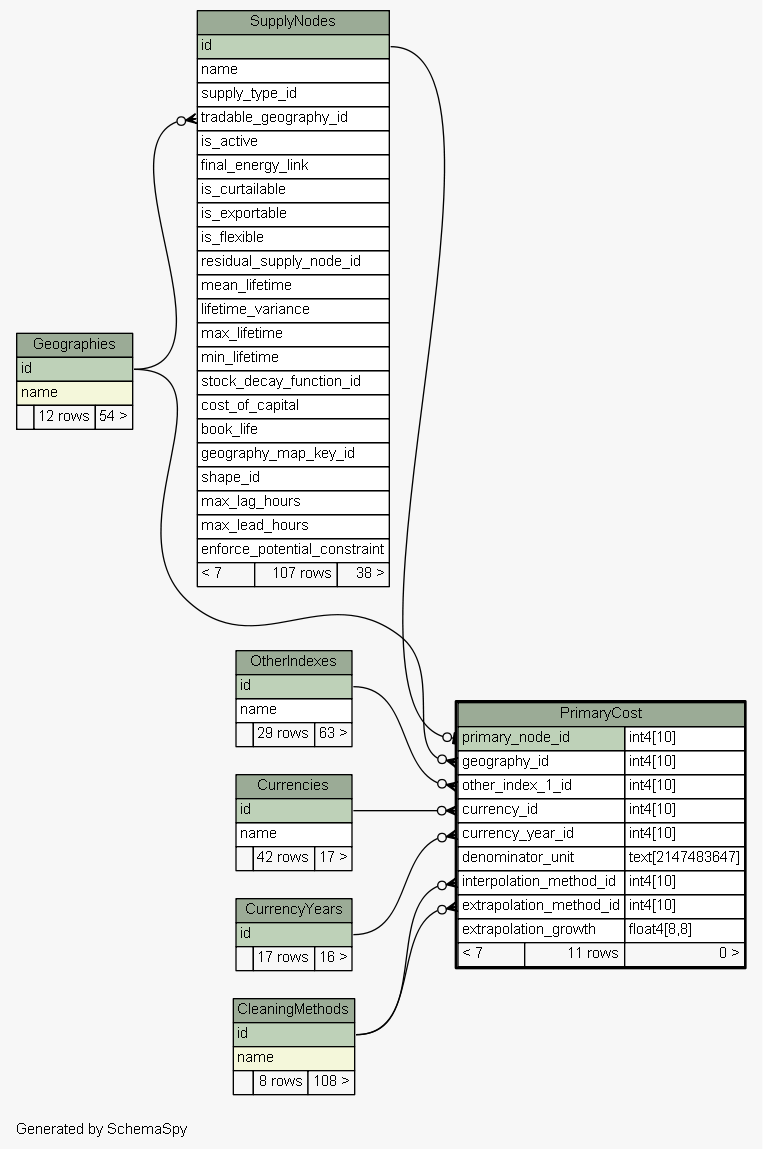 SupplyNodes
id
name
supply_type_id
tradable_geography_id
is_active
final_energy_link
is_curtailable
is_exportable
is_flexible
residual_supply_node_id
mean_lifetime
lifetime_variance
max_lifetime
min_lifetime
stock_decay_function_id
cost_of_capital
book_life
geography_map_key_id
shape_id
max_lag_hours
max_lead_hours
enforce_potential_constraint
< 7 107 rows 38 >
Geographies
id
name
12 rows 54 >
OtherIndexes
id
name
29 rows 63 >
Currencies
id
name
42 rows 17 >
CurrencyYears
id
17 rows 16 >
CleaningMethods
id
name
8 rows 108 >
PrimaryCost
primary_node_id int4[10]
geography_id int4[10]
other_index_1_id int4[10]
currency_id int4[10]
currency_year_id int4[10]
denominator_unit text[2147483647]
interpolation_method_id int4[10]
extrapolation_method_id int4[10]
extrapolation_growth float4[8,8]
< 7 11 rows 0 >
Generated by SchemaSpy